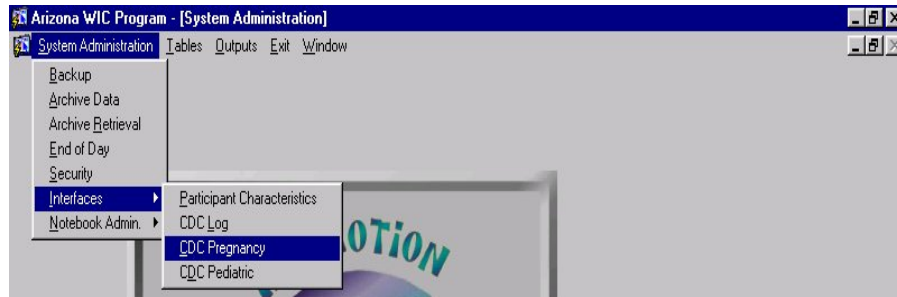 Arizona WIC Program - [System Administration]
System Administration Tables Outputs Exit Window
Backup
Archive Data
Archive Retrieval
End of Day
Security
Interfaces
Notebook Admin.
Participant Characteristics
CDC Log
CDC Pregnancy
CDC Pediatric